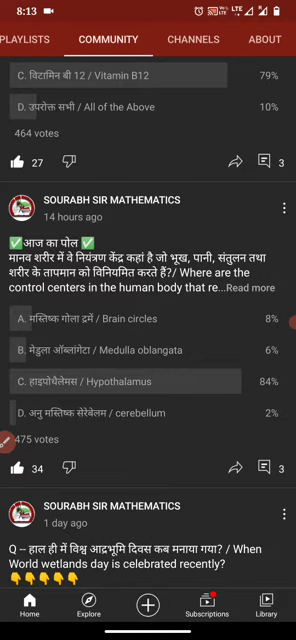 8:13
LTE
LTE
PLAYLISTS COMMUNITY CHANNELS ABOUT
C. विटामिन बी 12 / Vitamin B12 79%
D. उपरोक्त सभी / All of the Above 10%
464 votes
27 3
SOURABH SIR MATHEMATICS
14 hours ago
✅आज का पोल ✅
मानव शरीर में वे नियंत्रण केंद्र कहां है जो भूख, पानी, संतुलन तथा
शरीर के तापमान को विनियमित करते हैं?/ Where are the
control centers in the human body that re...Read more
A. मस्तिष्क गोला द्रमें / Brain circles 8%
B. मेडुला ऑब्लांगेटा / Medulla oblangata 6%
C. हाइपोथैलेमस / Hypothalamus 84%
D. अनु मस्तिष्क सेरेबेलम / cerebellum 2%
475 votes
34 3
SOURABH SIR MATHEMATICS
1 day ago
Q -- हाल ही में विश्व आद्रभूमि दिवस कब मनाया गया? / When
World wetlands day is celebrated recently?
👇👇👇👇👇
Home Explore Subscriptions Library